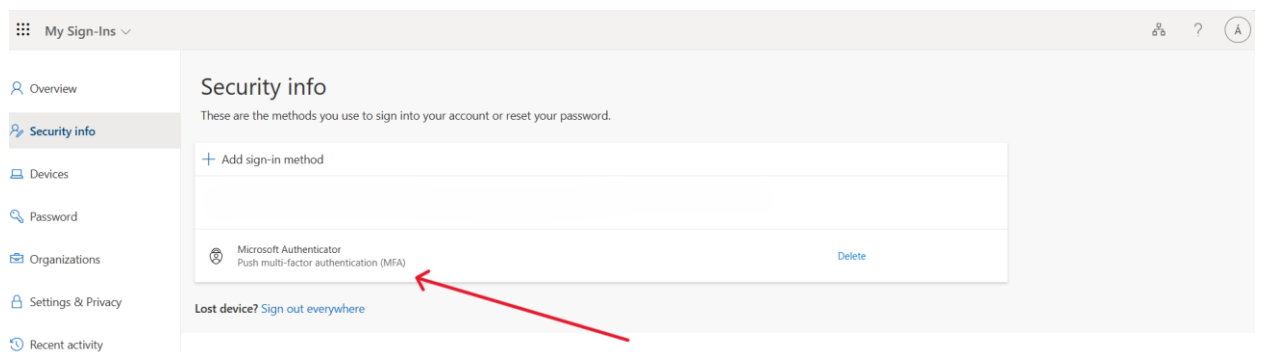 My Sign-Ins
?
Á
Overview
Security info
Devices
Password
Organizations
Settings & Privacy
Recent activity
Security info
These are the methods you use to sign into your account or reset your password.
+ Add sign-in method
Microsoft Authenticator
Push multi-factor authentication (MFA)
Delete
Lost device? Sign out everywhere